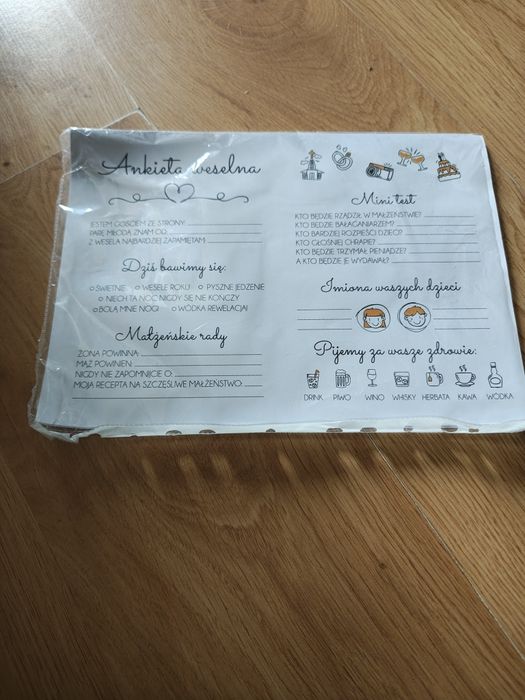 Ankieta weselna
JESTEM GOŚCIEM ZE STRONY:
PARĘ MŁODĄ ZNAM OD
Z WESELA NAJBARDZIEJ ZAPAMIĘTAM
Dziś bawimy się:
ŚWIETNIE WESELE ROKU PYSZNE JEDZENIE
NIECH TA NOC NIGDY SIĘ NIE KOŃCZY
BOLĄ MNIE NOGI WÓDKA REWELACJA!
Małżeńskie rady
ŻONA POWINNA:
MĄŻ POWINIEN:
NIGDY NIE ZAPOMNIJCIE O:
MOJA RECEPTA NA SZCZĘŚLIWE MAŁŻEŃSTWO:
Mini test
KTO BĘDZIE RZĄDZIŁ W MAŁŻEŃSTWIE?
KTO BĘDZIE BAŁAGANIARZEM?
KTO BARDZIEJ ROZPIEŚCI DZIECI?
KTO GŁOŚNIEJ CHRAPIE?
KTO BĘDZIE TRZYMAŁ PIENIĄDZE?
A KTO BĘDZIE JE WYDAWAŁ?
Imiona waszych dzieci
Pijemy za wasze zdrowie:
DRINK PIWO WINO WHISKY HERBATA KAWA WÓDKA